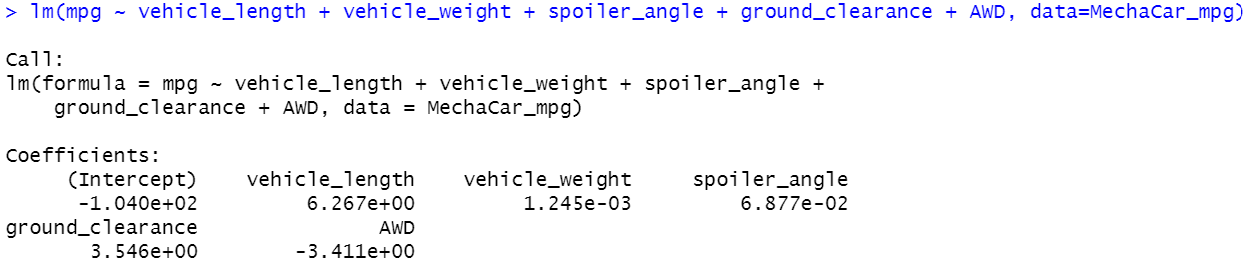 > lm(mpg ~ vehicle_length + vehicle_weight + spoiler_angle + ground_clearance + AWD, data=MechaCar_mpg)
Call:
lm(formula = mpg ~ vehicle_length + vehicle_weight + spoiler_angle +
    ground_clearance + AWD, data = MechaCar_mpg)
Coefficients:
     (Intercept)    vehicle_length    vehicle_weight     spoiler_angle
      -1.040e+02         6.267e+00         1.245e-03         6.877e-02
ground_clearance               AWD
       3.546e+00        -3.411e+00